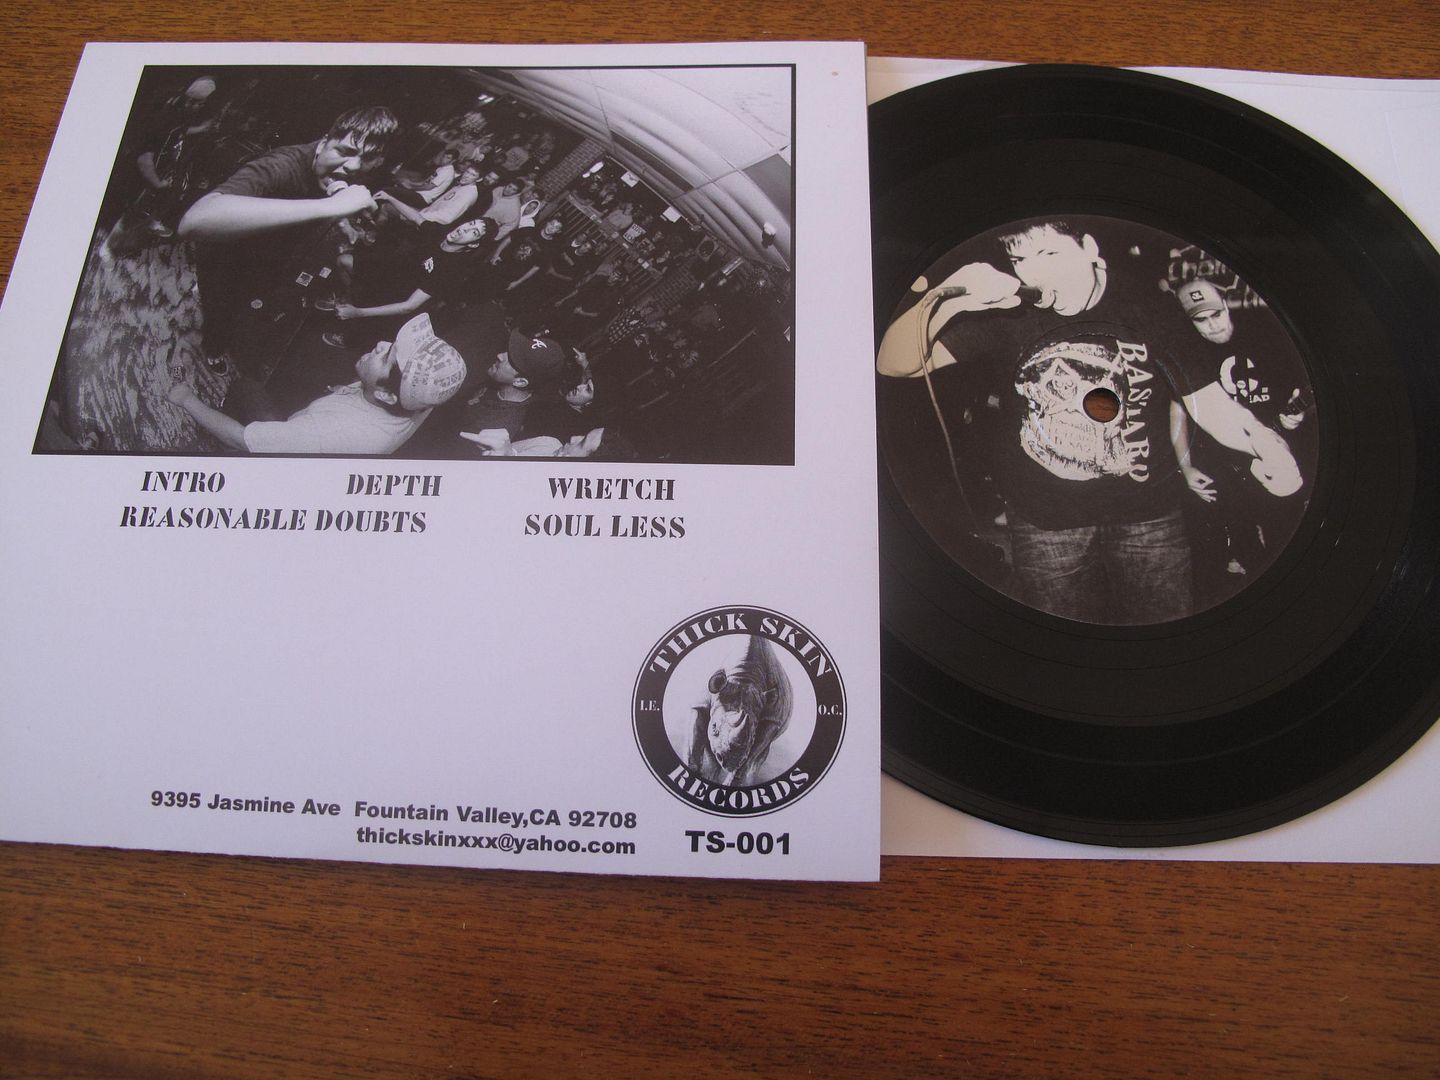 INTRO DEPTH WRETCH
REASONABLE DOUBTS SOUL LESS
THICK SKIN
I.E. O.C.
RECORDS
9395 Jasmine Ave Fountain Valley,CA 92708
thickskinxxx@yahoo.com
TS-001
BASTARD